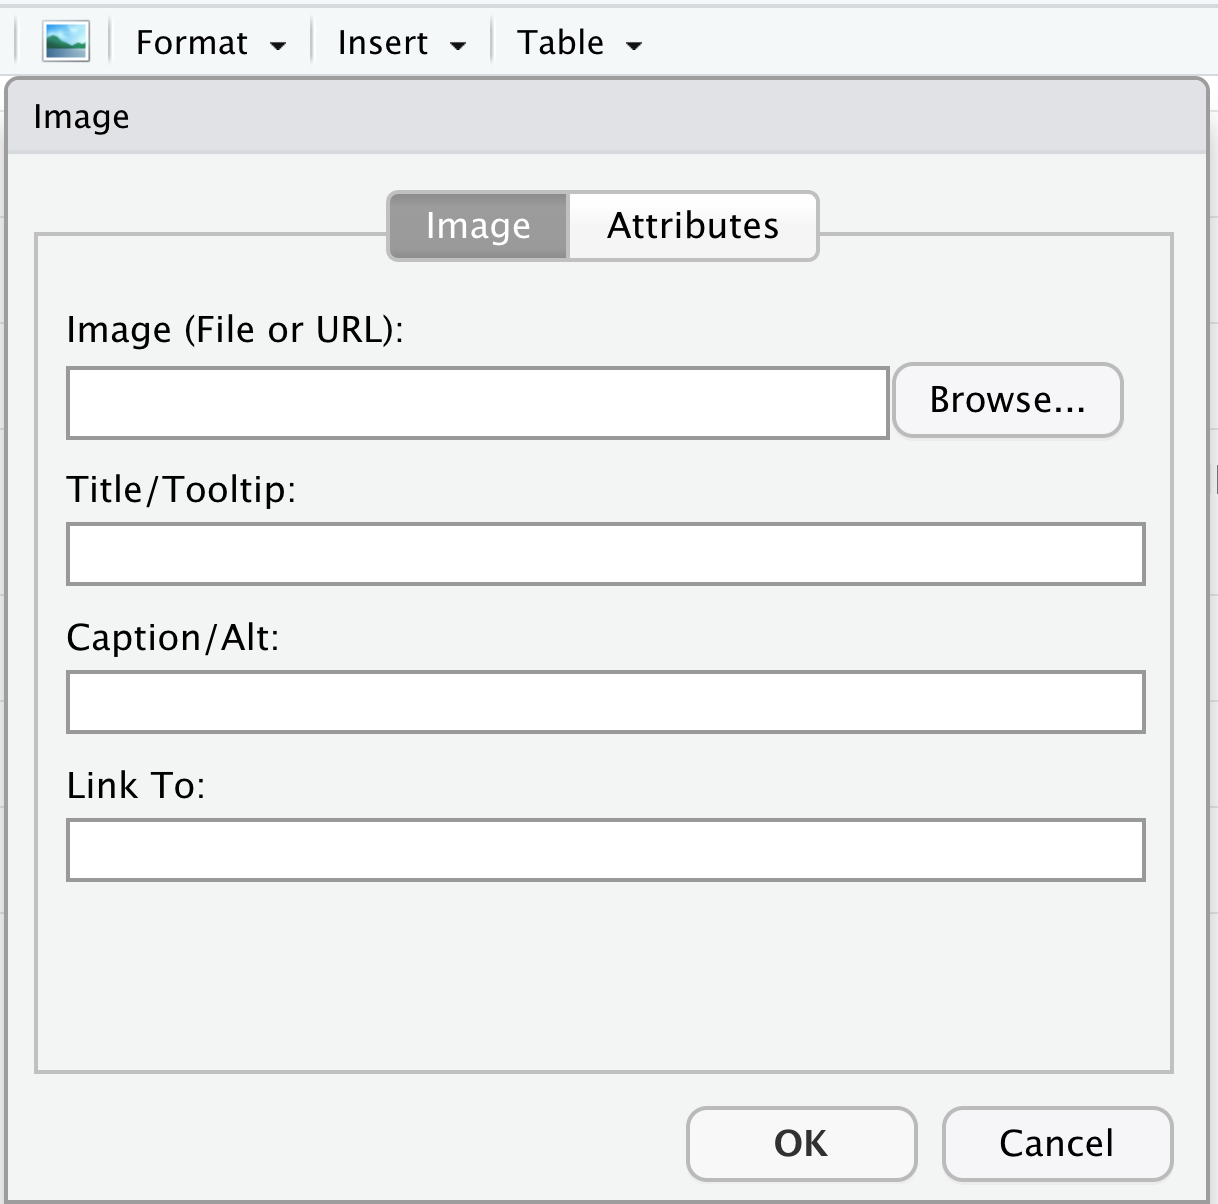 Format Insert Table
Image
Image Attributes
Image (File or URL):
Browse...
Title/Tooltip:
Caption/Alt:
Link To:
OK Cancel